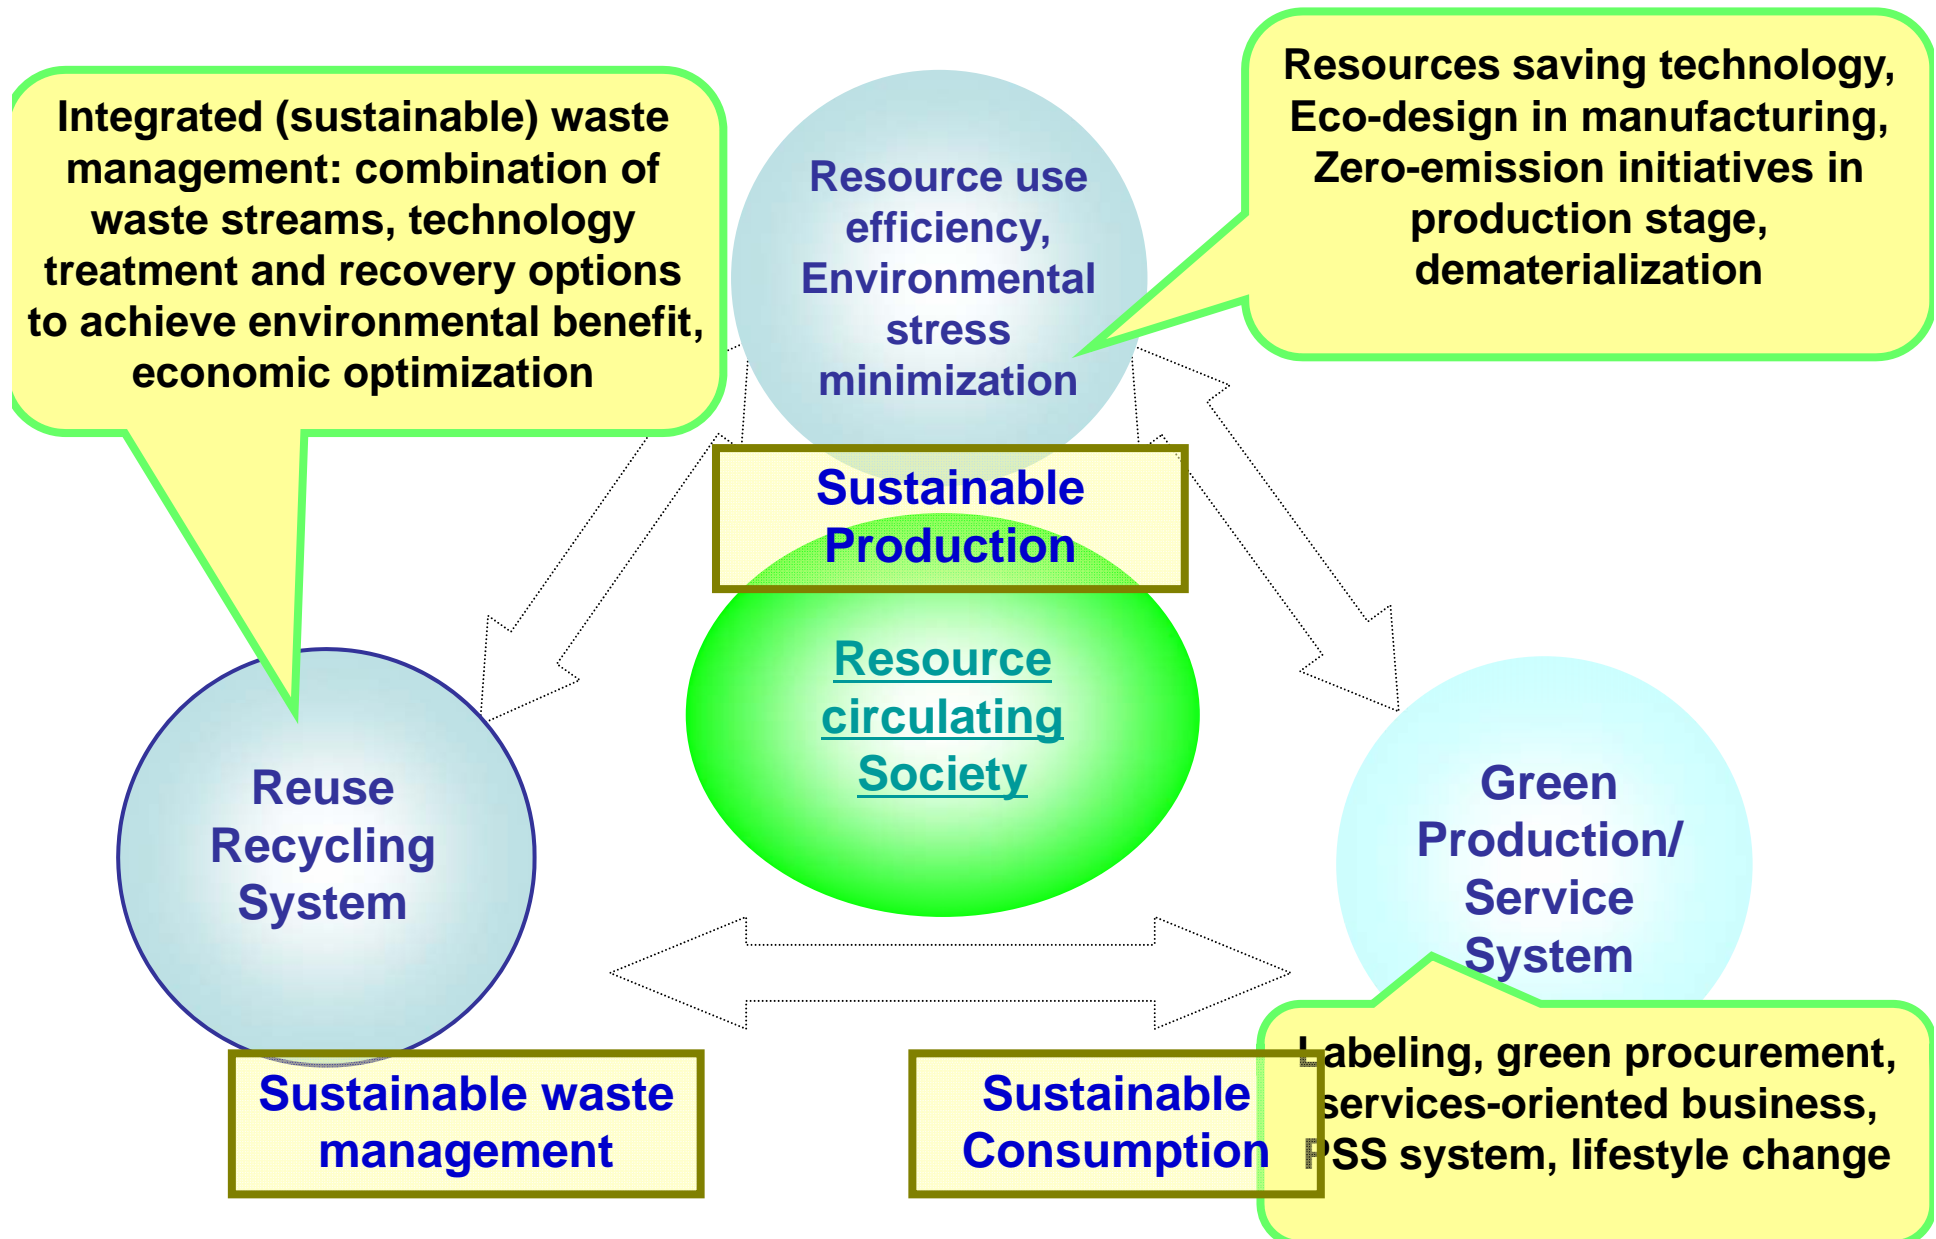 Integrated (sustainable) waste
management: combination of
waste streams, technology
treatment and recovery options
to achieve environmental benefit,
economic optimization
Resource use
efficiency,
Environmental
stress
minimization
Resources saving technology,
Eco-design in manufacturing,
Zero-emission initiatives in
production stage,
dematerialization
Sustainable
Production
Resource
circulating
Society
Reuse
Recycling
System
Green
Production/
Service
System
Sustainable waste
management
Sustainable
Consumption
Labeling, green procurement,
services-oriented business,
PSS system, lifestyle change